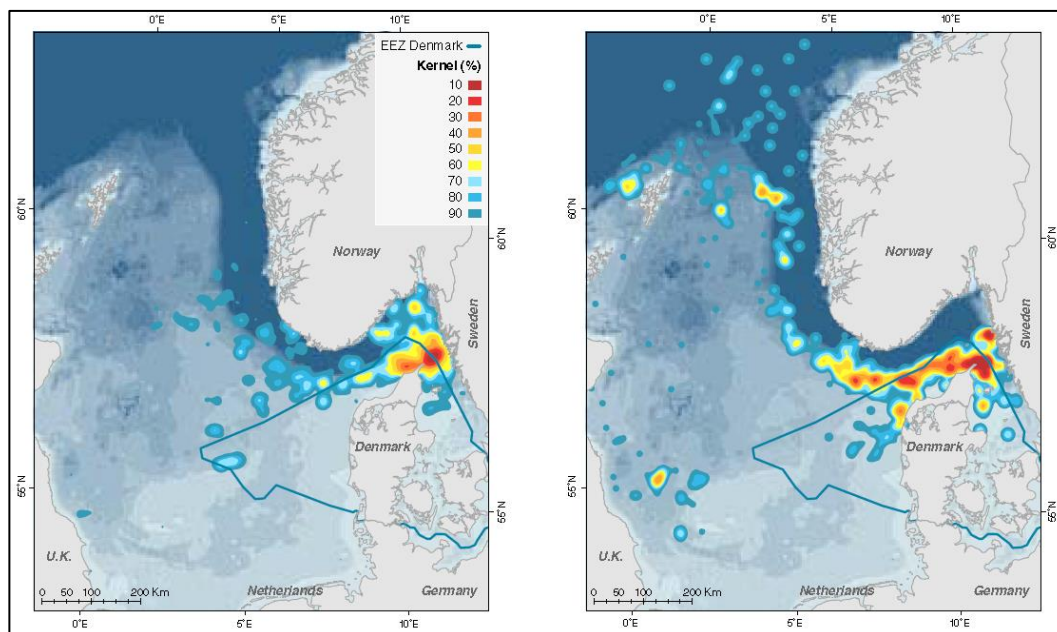 0°E 5°E 10°E
EEZ Denmark
Kernel (%)
10
20
30
40
50
60
70
80
90
60°N
60°N
Norway
Sweden
Denmark
55°N
55°N
U.K.
0 50 100 200 Km
Netherlands
Germany
0°E 5°E 10°E
0°E 5°E 10°E
60°N
60°N
Norway
Sweden
Denmark
55°N
55°N
U.K.
0 50 100 200 Km
Netherlands
Germany
0°E 5°E 10°E